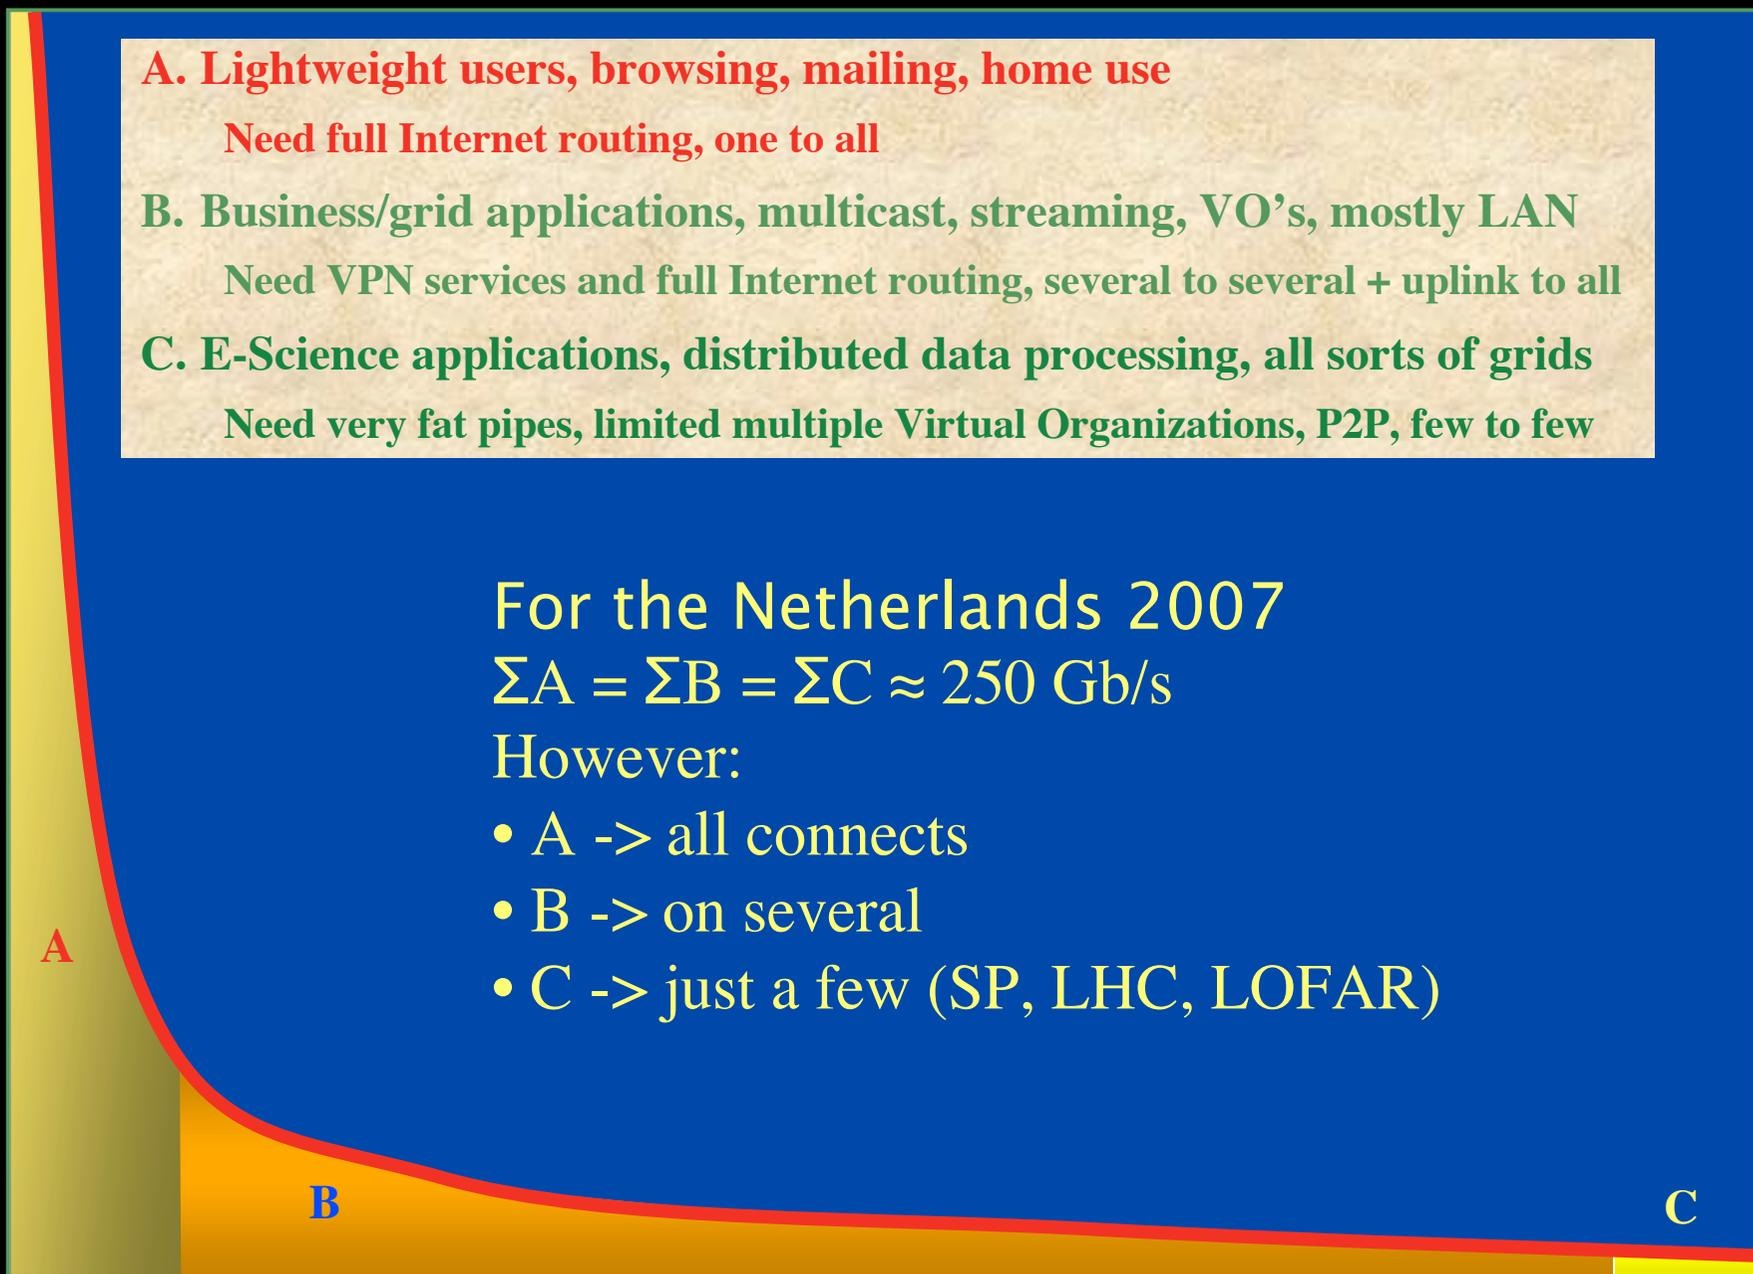 A. Lightweight users, browsing, mailing, home use
Need full Internet routing, one to all
B. Business/grid applications, multicast, streaming, VO’s, mostly LAN
Need VPN services and full Internet routing, several to several + uplink to all
C. E-Science applications, distributed data processing, all sorts of grids
Need very fat pipes, limited multiple Virtual Organizations, P2P, few to few
For the Netherlands 2007
ΣA = ΣB = ΣC ≈ 250 Gb/s
However:
• A -> all connects
• B -> on several
• C -> just a few (SP, LHC, LOFAR)
A
B
C